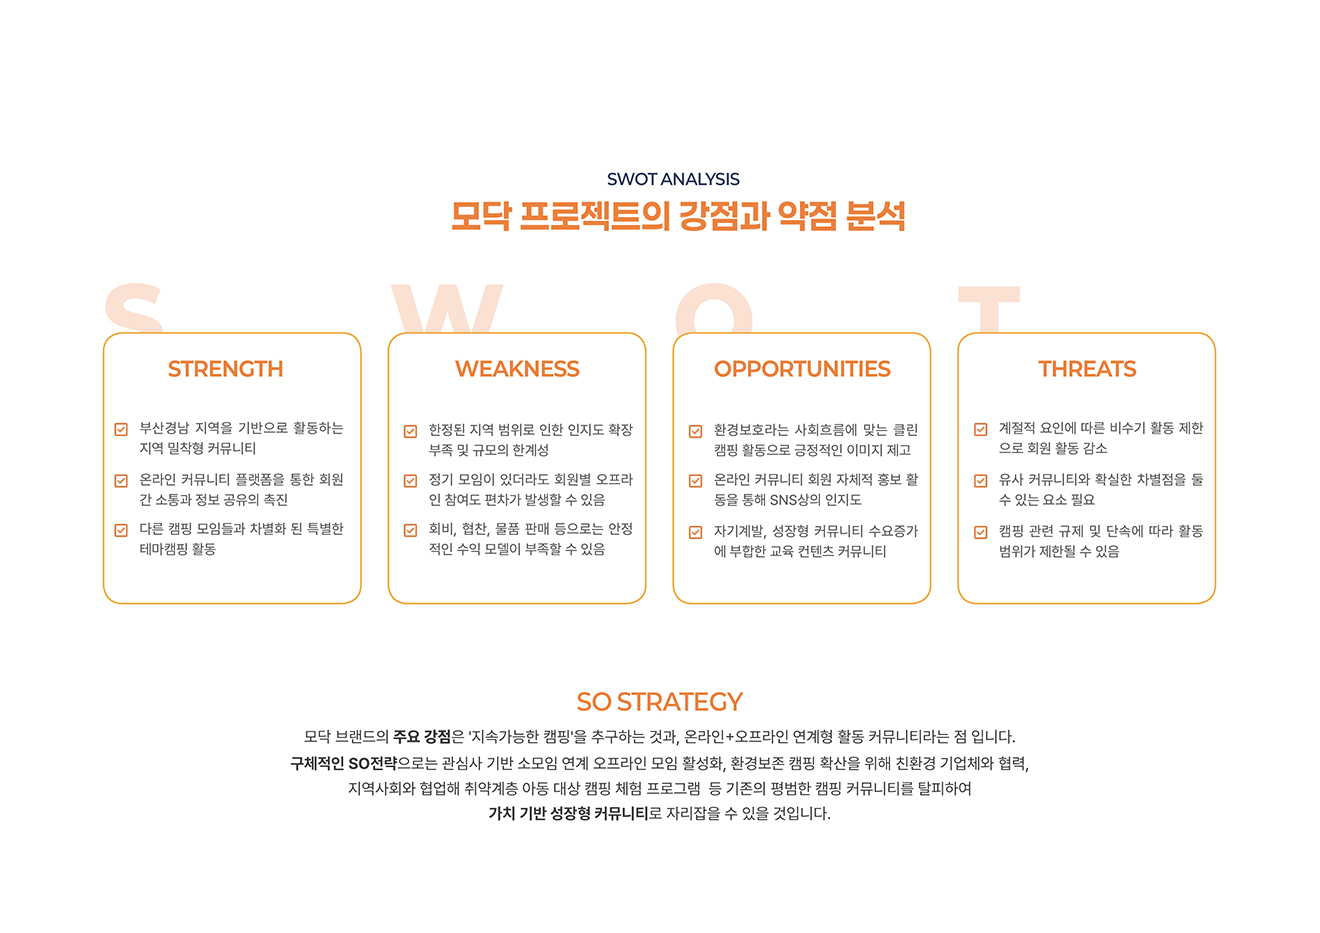 SWOT ANALYSIS
모닥 프로젝트의 강점과 약점 분석
S
W
O
T
STRENGTH
부산경남 지역을 기반으로 활동하는
지역 밀착형 커뮤니티
온라인 커뮤니티 플랫폼을 통한 회원
간 소통과 정보 공유의 촉진
다른 캠핑 모임들과 차별화 된 특별한
테마캠핑 활동
WEAKNESS
한정된 지역 범위로 인한 인지도 확장
부족 및 규모의 한계성
정기 모임이 있더라도 회원별 오프라
인 참여도 편차가 발생할 수 있음
회비, 협찬, 물품 판매 등으로는 안정
적인 수익 모델이 부족할 수 있음
OPPORTUNITIES
환경보호라는 사회흐름에 맞는 클린
캠핑 활동으로 긍정적인 이미지 제고
온라인 커뮤니티 회원 자체적 홍보 활
동을 통해 SNS상의 인지도
자기계발, 성장형 커뮤니티 수요증가
에 부합한 교육 컨텐츠 커뮤니티
THREATS
계절적 요인에 따른 비수기 활동 제한
으로 회원 활동 감소
유사 커뮤니티와 확실한 차별점을 둘
수 있는 요소 필요
캠핑 관련 규제 및 단속에 따라 활동
범위가 제한될 수 있음
SO STRATEGY
모닥 브랜드의 주요 강점은 '지속가능한 캠핑'을 추구하는 것과, 온라인+오프라인 연계형 활동 커뮤니티라는 점 입니다.
구체적인 SO전략으로는 관심사 기반 소모임 연계 오프라인 모임 활성화, 환경보존 캠핑 확산을 위해 친환경 기업체와 협력,
지역사회와 협업해 취약계층 아동 대상 캠핑 체험 프로그램 등 기존의 평범한 캠핑 커뮤니티를 탈피하여
가치 기반 성장형 커뮤니티로 자리잡을 수 있을 것입니다.